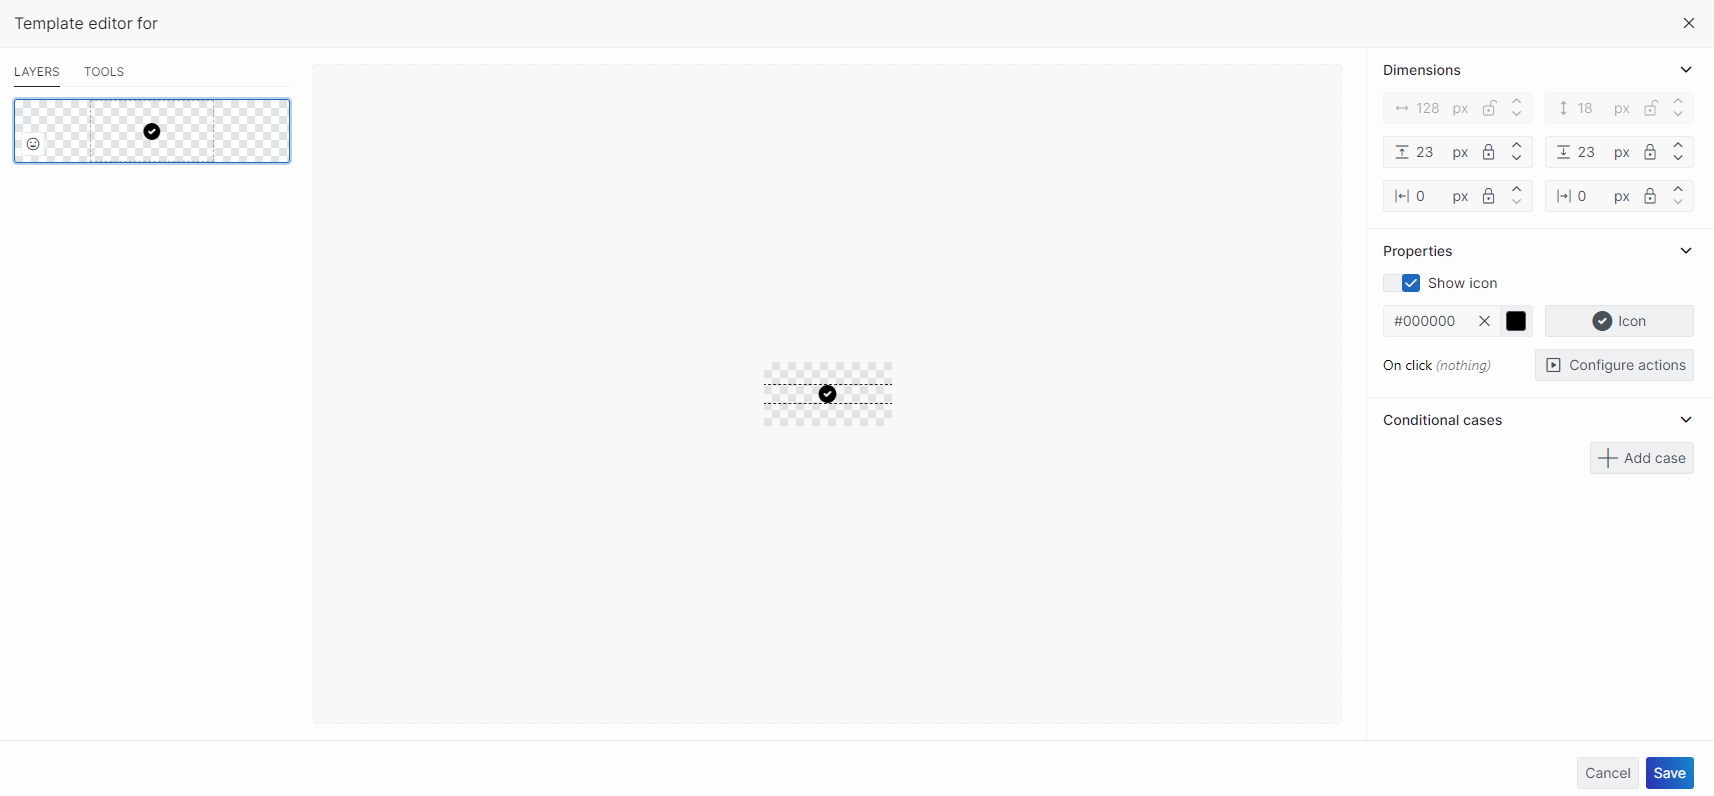 Template editor for
LAYERS TOOLS
Dimensions
128 px 18 px
23 px 23 px
0 px 0 px
Properties
Show icon
#000000 Icon
On click (nothing) Configure actions
Conditional cases
Add case
Cancel Save